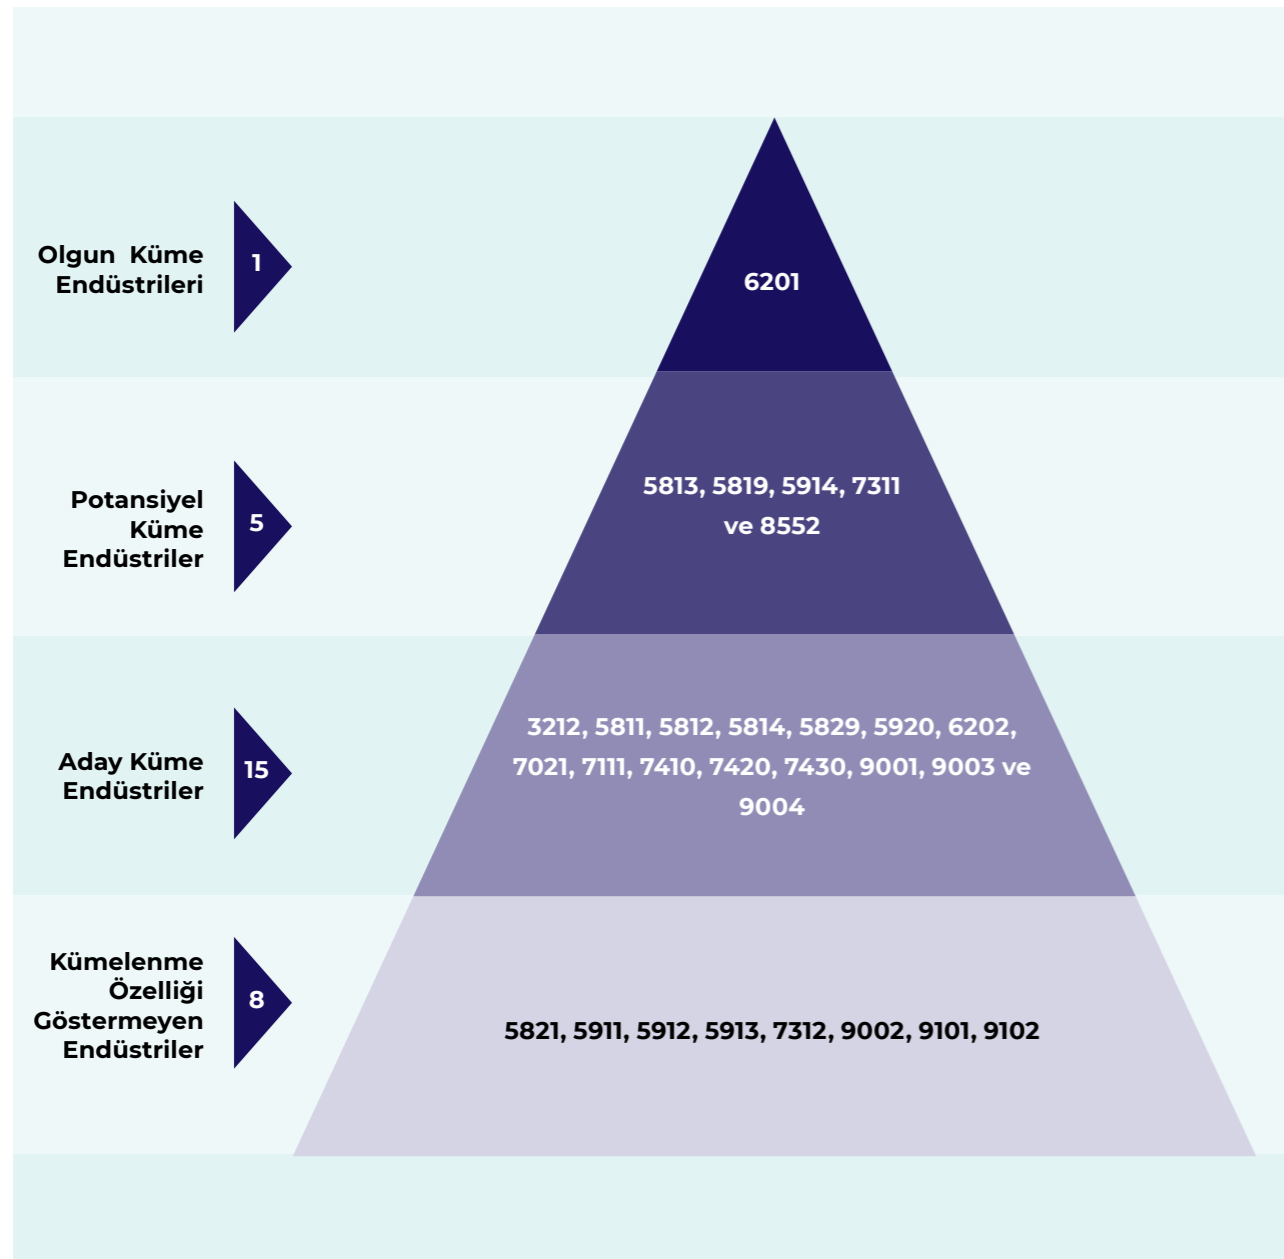 Olgun Küme
Endüstrileri
1
6201
Potansiyel
Küme
Endüstriler
5
5813, 5819, 5914, 7311
ve 8552
Aday Küme
Endüstriler
15
3212, 5811, 5812, 5814, 5829, 5920, 6202,
7021, 7111, 7410, 7420, 7430, 9001, 9003 ve
9004
Kümelenme
Özelliği
Göstermeyen
Endüstriler
8
5821, 5911, 5912, 5913, 7312, 9002, 9101, 9102